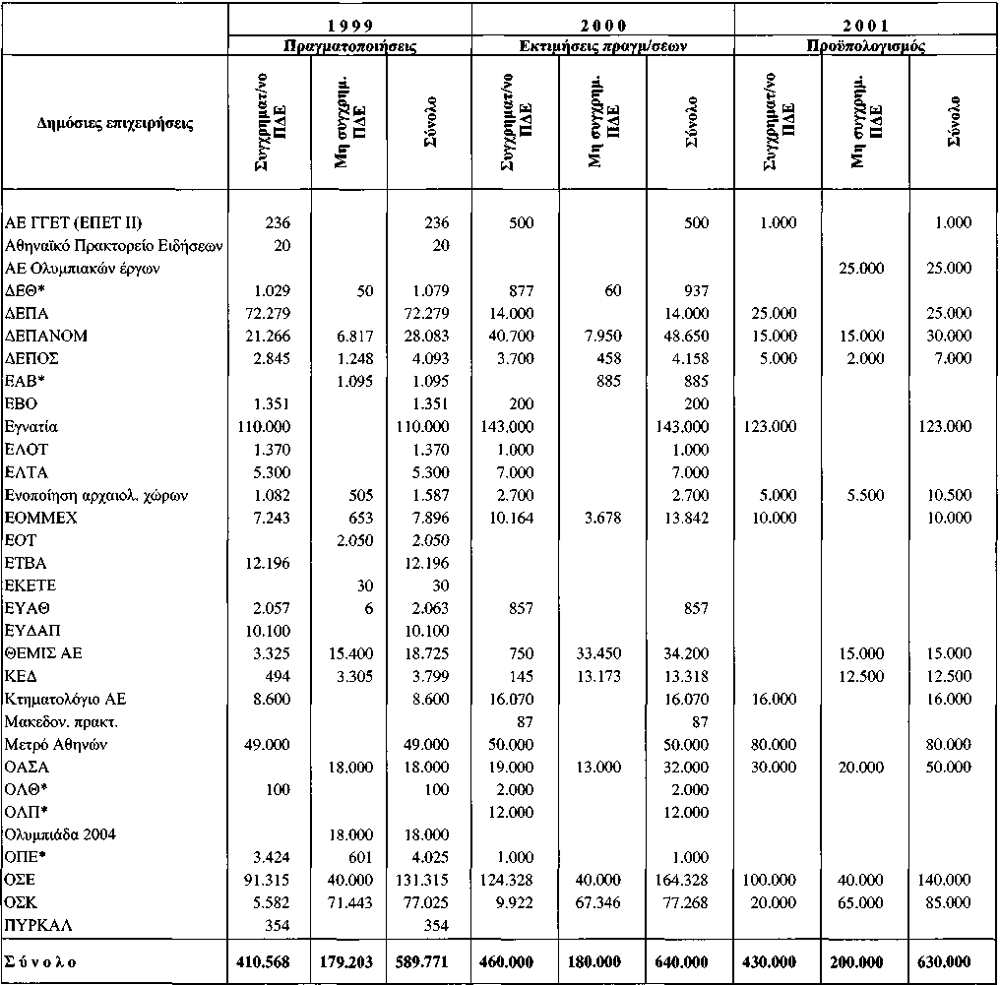 1999 2000 2001
Πραγματοποιήσεις Εκτιμήσεις πραγμ/σεων Προϋπολογισμός
Δημόσιες επιχειρήσεις Συγχρηματ/νο ΠΔΕ Μη συγχρημ. ΠΔΕ Σύνολο Συγχρηματ/νο ΠΔΕ Μη συγχρημ. ΠΔΕ Σύνολο Συγχρηματ/νο ΠΔΕ Μη συγχρημ. ΠΔΕ Σύνολο
ΑΕ ΓΓΕΤ (ΕΠΕΤ ΙΙ) 236 236 500 500 1.000 1.000
Αθηναϊκό Πρακτορείο Ειδήσεων 20 20
ΑΕ Ολυμπιακών έργων 25.000 25.000
ΔΕΘ* 1.029 50 1.079 877 60 937
ΔΕΠΑ 72.279 72.279 14.000 14.000 25.000 25.000
ΔΕΠΑΝΟΜ 21.266 6.817 28.083 40.700 7.950 48.650 15.000 15.000 30.000
ΔΕΠΟΣ 2.845 1.248 4.093 3.700 458 4.158 5.000 2.000 7.000
ΕΑΒ* 1.095 1.095 885 885
ΕΒΟ 1.351 1.351 200 200
Εγνατία 110.000 110.000 143.000 143.000 123.000 123.000
ΕΛΟΤ 1.370 1.370 1.000 1.000
ΕΛΤΑ 5.300 5.300 7.000 7.000
Ενοποίηση αρχαιολ. χώρων 1.082 505 1.587 2.700 2.700 5.000 5.500 10.500
ΕΟΜΜΕΧ 7.243 653 7.896 10.164 3.678 13.842 10.000 10.000
ΕΟΤ 2.050 2.050
ΕΤΒΑ 12.196 12.196
ΕΚΕΤΕ 30 30
ΕΥΑΘ 2.057 6 2.063 857 857
ΕΥΔΑΠ 10.100 10.100
ΘΕΜΙΣ ΑΕ 3.325 15.400 18.725 750 33.450 34.200 15.000 15.000
ΚΕΔ 494 3.305 3.799 145 13.173 13.318 12.500 12.500
Κτηματολόγιο ΑΕ 8.600 8.600 16.070 16.070 16.000 16.000
Μακεδον. πρακτ. 87 87
Μετρό Αθηνών 49.000 49.000 50.000 50.000 80.000 80.000
ΟΑΣΑ 18.000 18.000 19.000 13.000 32.000 30.000 20.000 50.000
ΟΛΘ* 100 100 2.000 2.000
ΟΛΠ* 12.000 12.000
Ολυμπιάδα 2004 18.000 18.000
ΟΠΕ* 3.424 601 4.025 1.000 1.000
ΟΣΕ 91.315 40.000 131.315 124.328 40.000 164.328 100.000 40.000 140.000
ΟΣΚ 5.582 71.443 77.025 9.922 67.346 77.268 20.000 65.000 85.000
ΠΥΡΚΑΛ 354 354
Σύνολο 410.568 179.203 589.771 460.000 180.000 640.000 430.000 200.000 630.000